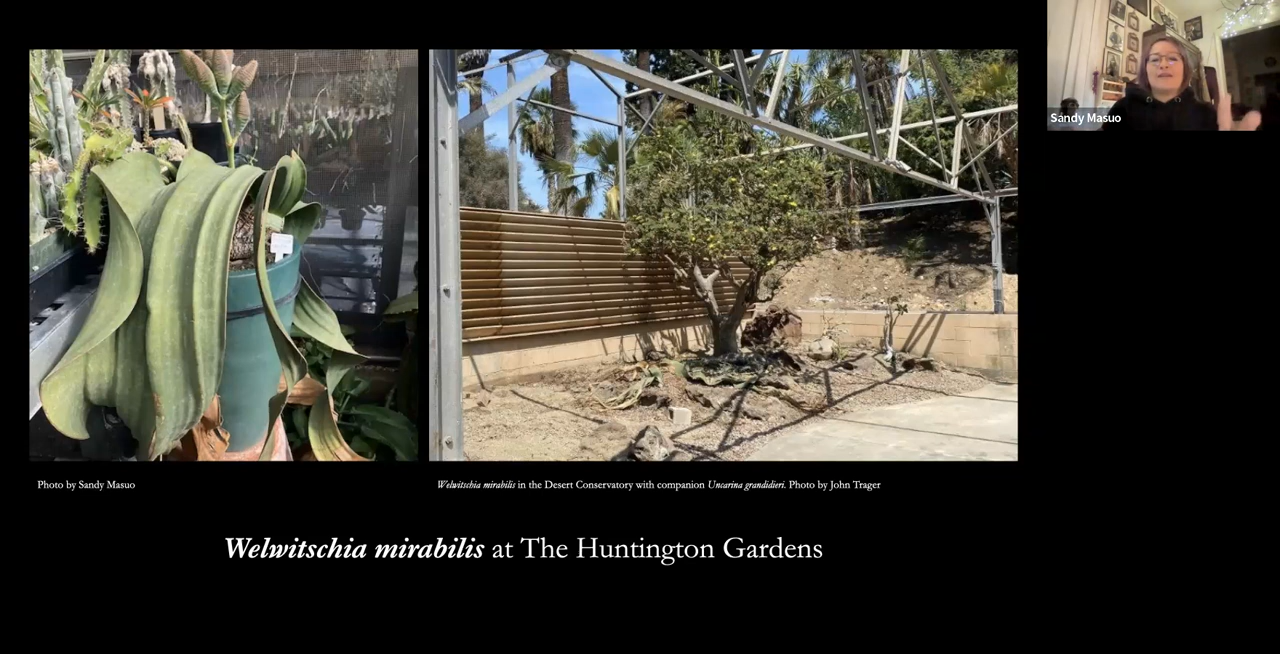 Sandy Masuo
Photo by Sandy Masuo
Welwitschia mirabilis in the Desert Conservatory with companion Uncarina grandidieri. Photo by John Trager
Welwitschia mirabilis at The Huntington Gardens